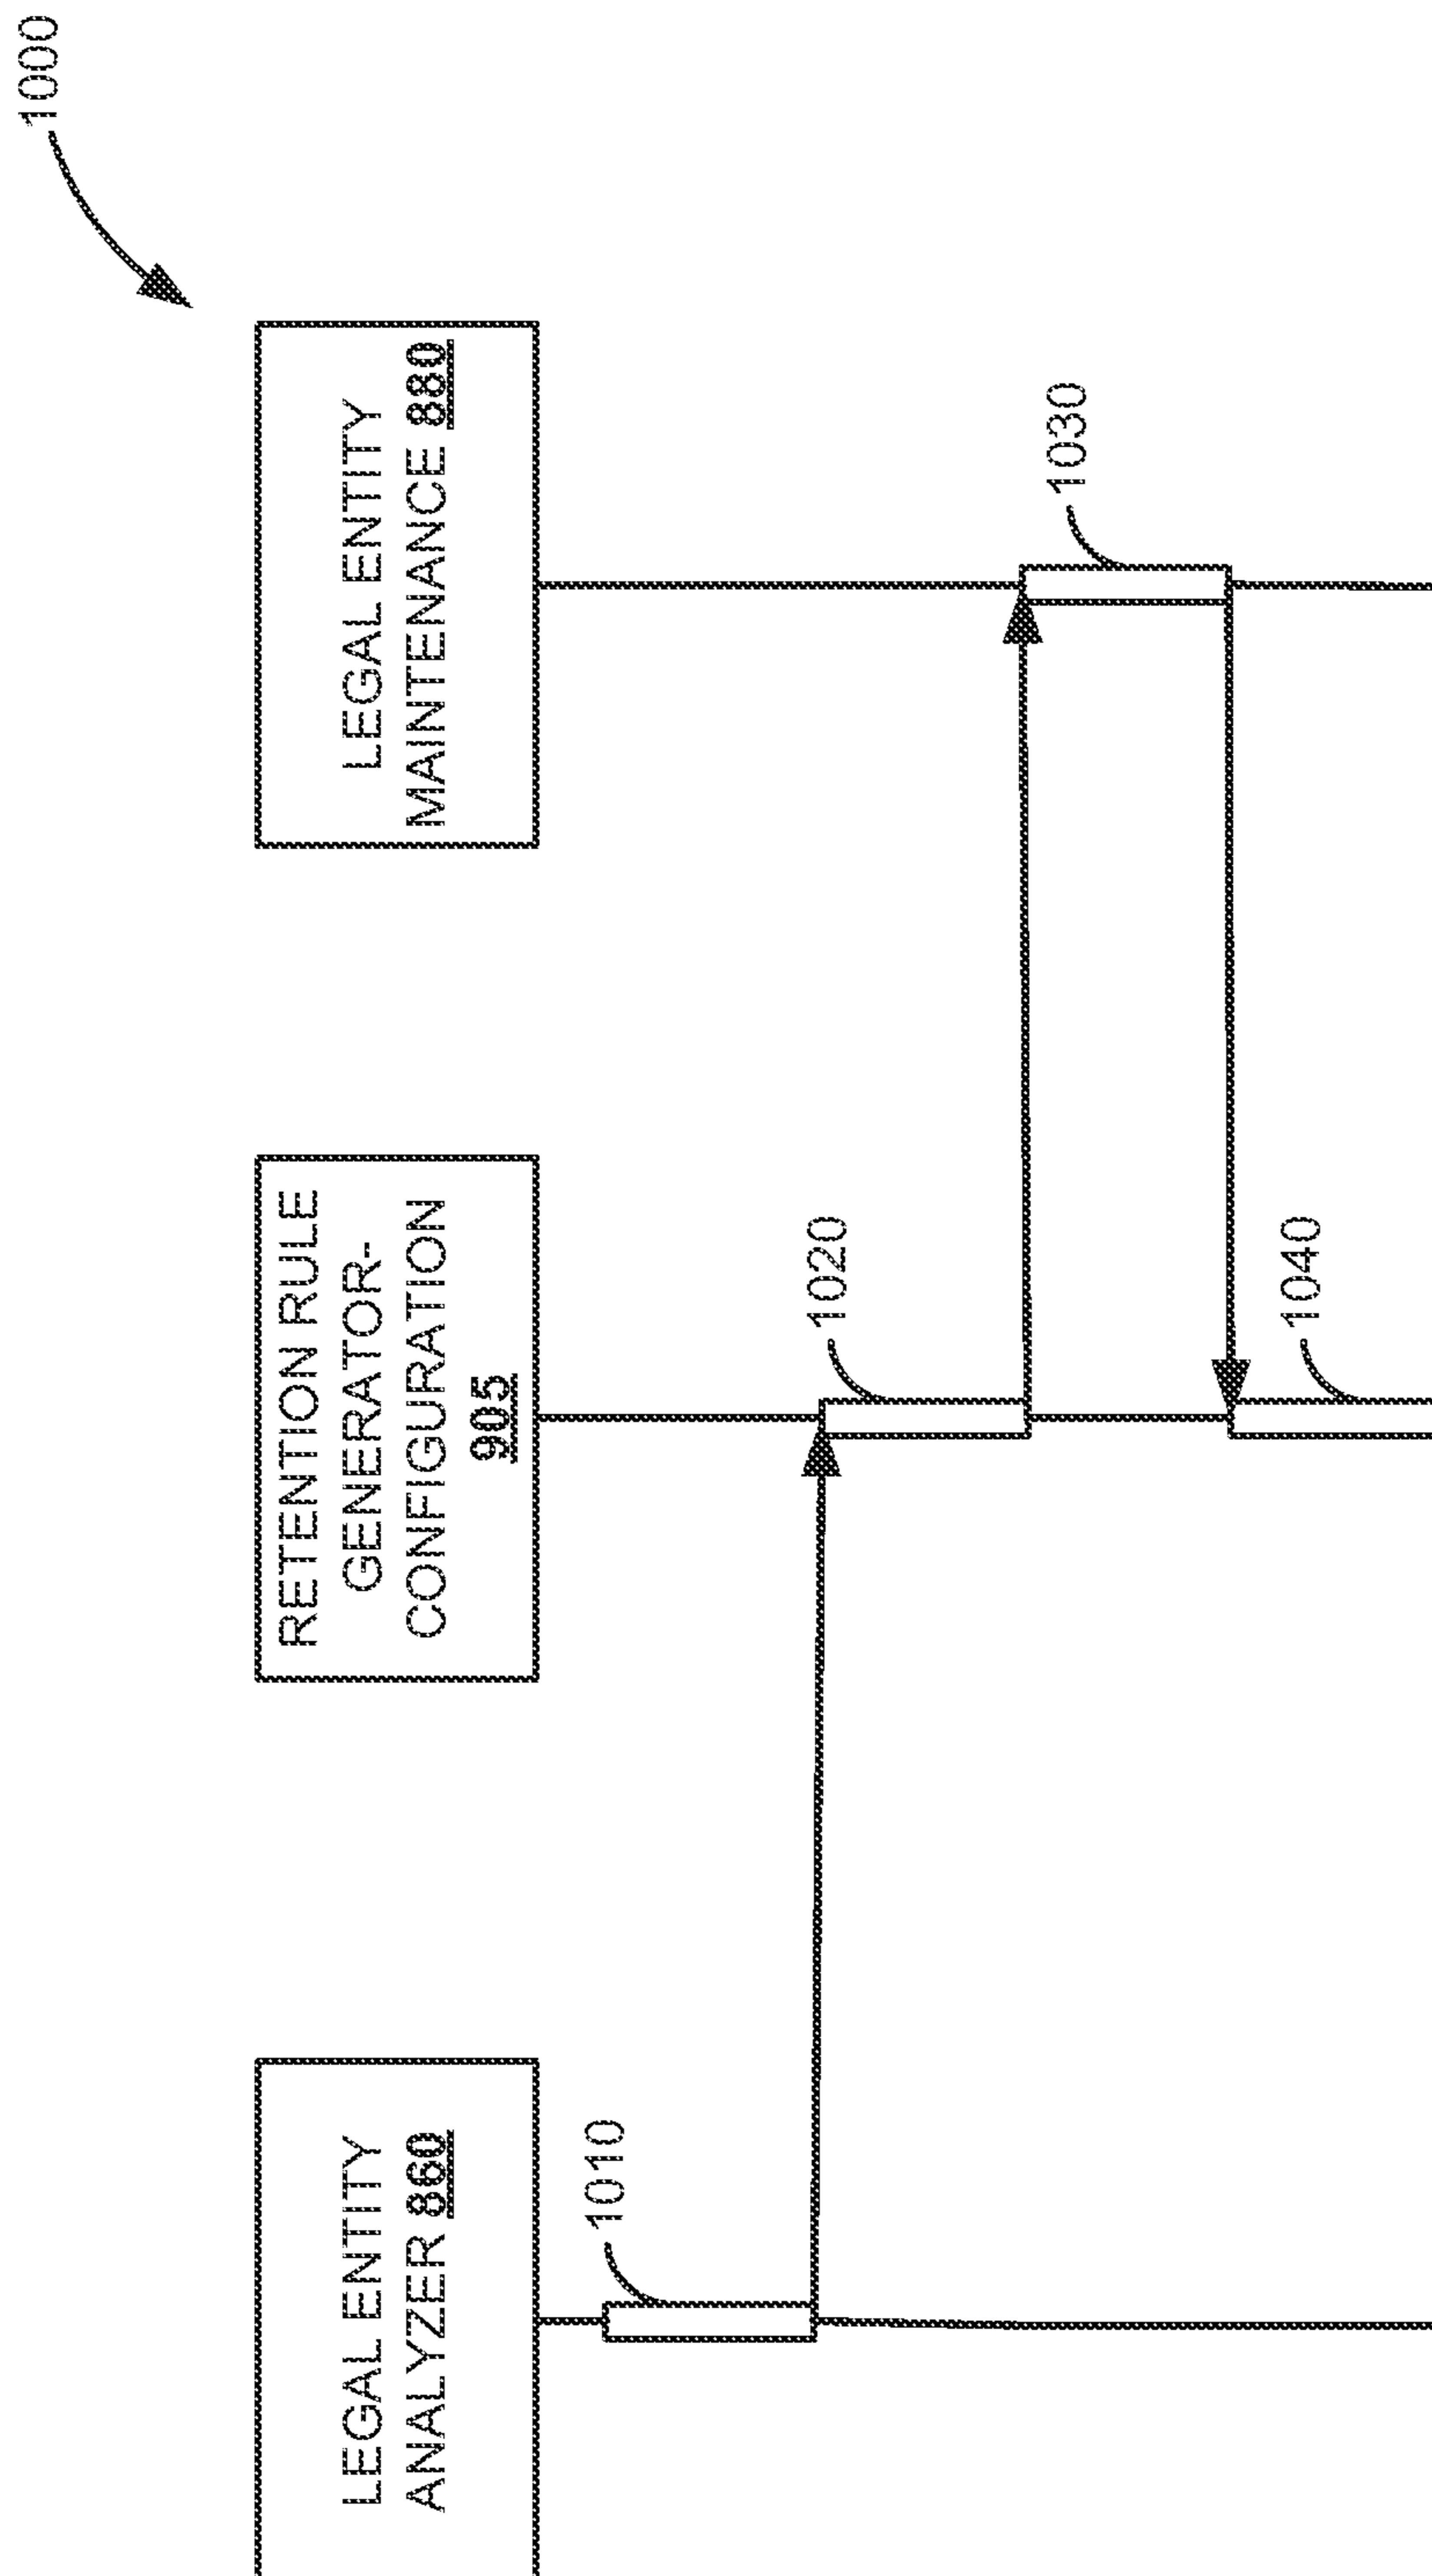 1000
LEGAL ENTITY
ANALYZER 860
RETENTION RULE
GENERATOR-
CONFIGURATION
905
LEGAL ENTITY
MAINTENANCE 880
1010
1020
1030
1040